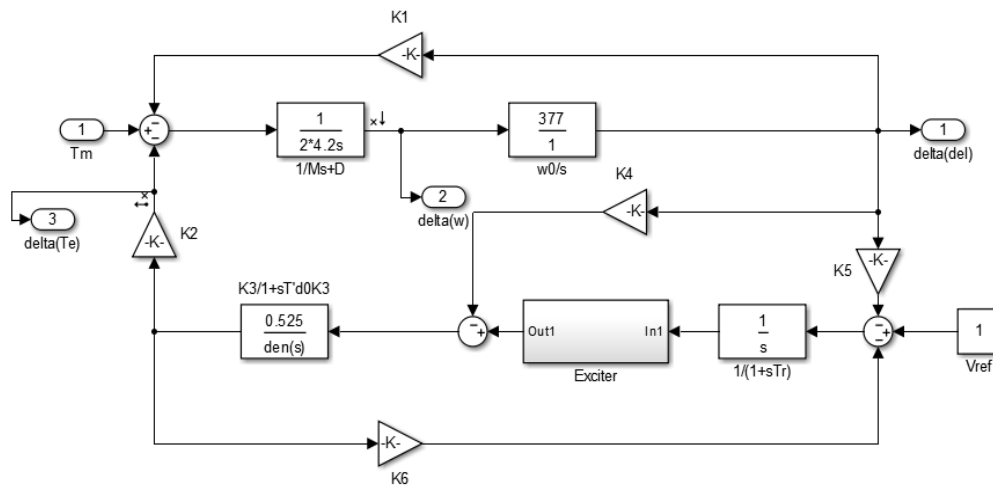 K1
-K-
1
Tm
1
2*4.2s
1/Ms+D
377
1
w0/s
1
delta(del)
K4
-K-
2
delta(w)
3
delta(Te)
-K-
K2
-K-
K5
K3/1+sT'd0K3
0.525
den(s)
Out1
In1
Exciter
1
s
1/(1+sTr)
1
Vref
-K-
K6